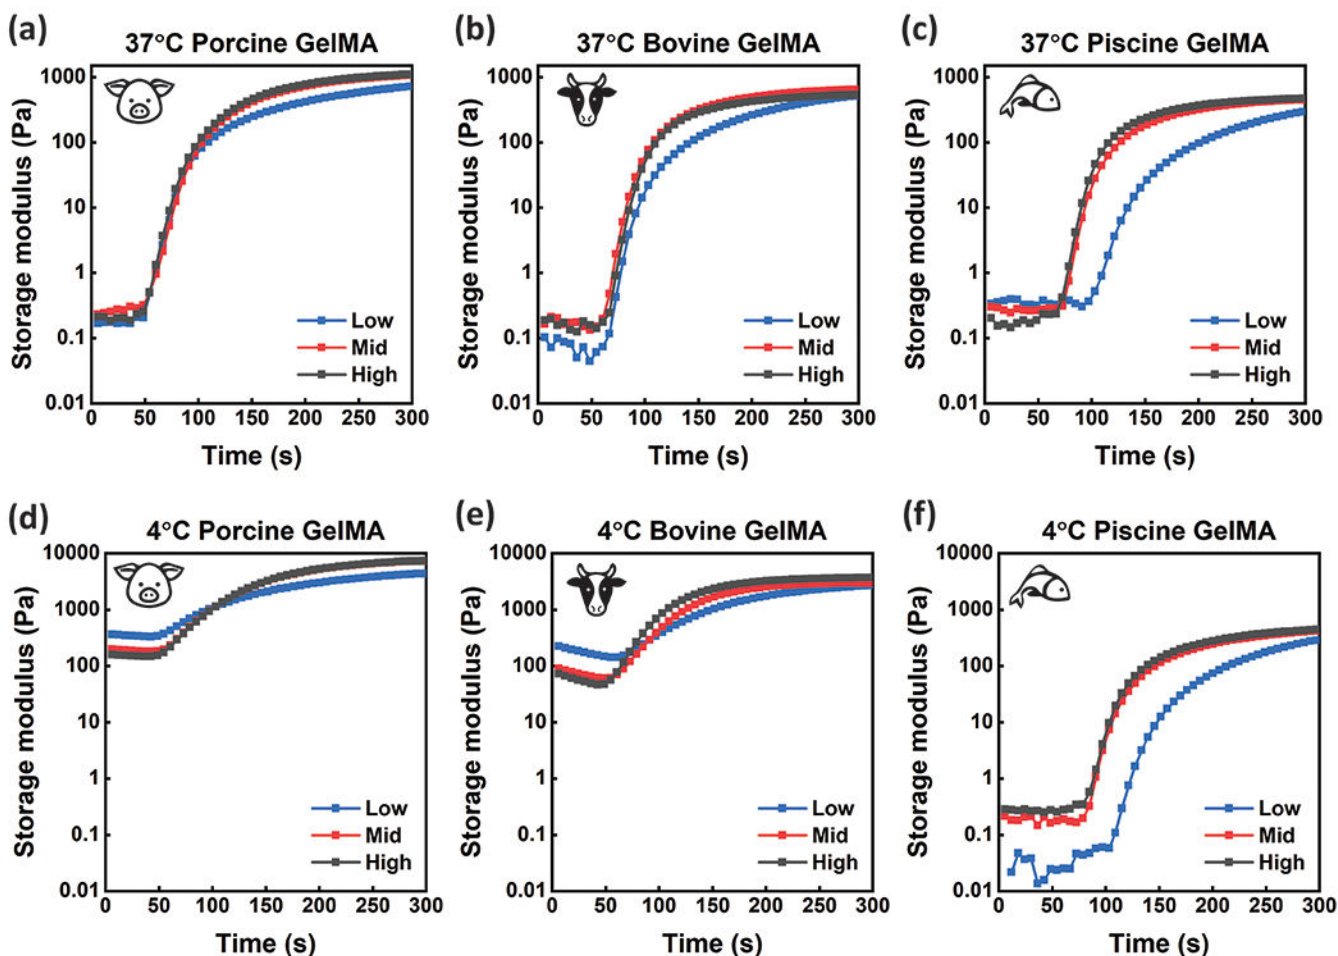 (a)
37°C Porcine GelMA
Storage modulus (Pa)
1000
100
10
1
0.1
0.01
Low
Mid
High
0 50 100 150 200 250 300
Time (s)
(b)
37°C Bovine GelMA
Storage modulus (Pa)
1000
100
10
1
0.1
0.01
Low
Mid
High
0 50 100 150 200 250 300
Time (s)
(c)
37°C Piscine GelMA
Storage modulus (Pa)
1000
100
10
1
0.1
0.01
Low
Mid
High
0 50 100 150 200 250 300
Time (s)
(d)
4°C Porcine GelMA
Storage modulus (Pa)
10000
1000
100
10
1
0.1
0.01
Low
Mid
High
0 50 100 150 200 250 300
Time (s)
(e)
4°C Bovine GelMA
Storage modulus (Pa)
10000
1000
100
10
1
0.1
0.01
Low
Mid
High
0 50 100 150 200 250 300
Time (s)
(f)
4°C Piscine GelMA
Storage modulus (Pa)
10000
1000
100
10
1
0.1
0.01
Low
Mid
High
0 50 100 150 200 250 300
Time (s)